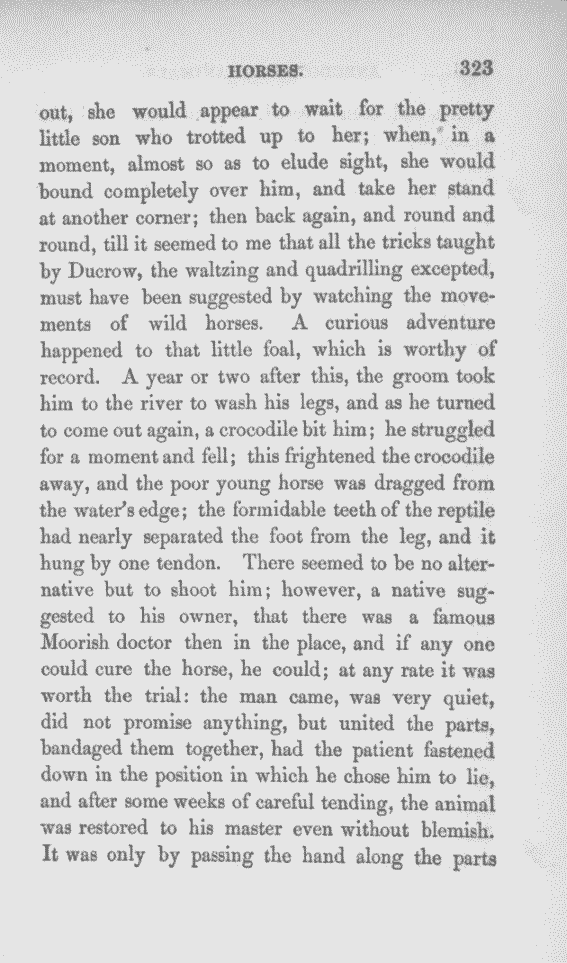 HORSES. 323
out, she would appear to wait for the pretty
little son who trotted up to her; when, in a
moment, almost so as to elude sight, she would
bound completely over him, and take her stand
at another corner; then back again, and round and
round, till it seemed to me that all the tricks taught
by Ducrow, the waltzing and quadrilling excepted,
must have been suggested by watching the move-
ments of wild horses. A curious adventure
happened to that little foal, which is worthy of
record. A year or two after this, the groom took
him to the river to wash his legs, and as he turned
to come out again, a crocodile bit him; he struggled
for a moment and fell; this frightened the crocodile
away, and the poor young horse was dragged from
the water's edge; the formidable teeth of the reptile
had nearly separated the foot from the leg, and it
hung by one tendon. There seemed to be no alter-
native but to shoot him; however, a native sug-
gested to his owner, that there was a famous
Moorish doctor then in the place, and if any one
could cure the horse, he could; at any rate it was
worth the trial: the man came, was very quiet,
did not promise anything, but united the parts,
bandaged them together, had the patient fastened
down in the position in which he chose him to lie,
and after some weeks of careful tending, the animal
was restored to his master even without blemish.
It was only by passing the hand along the parts